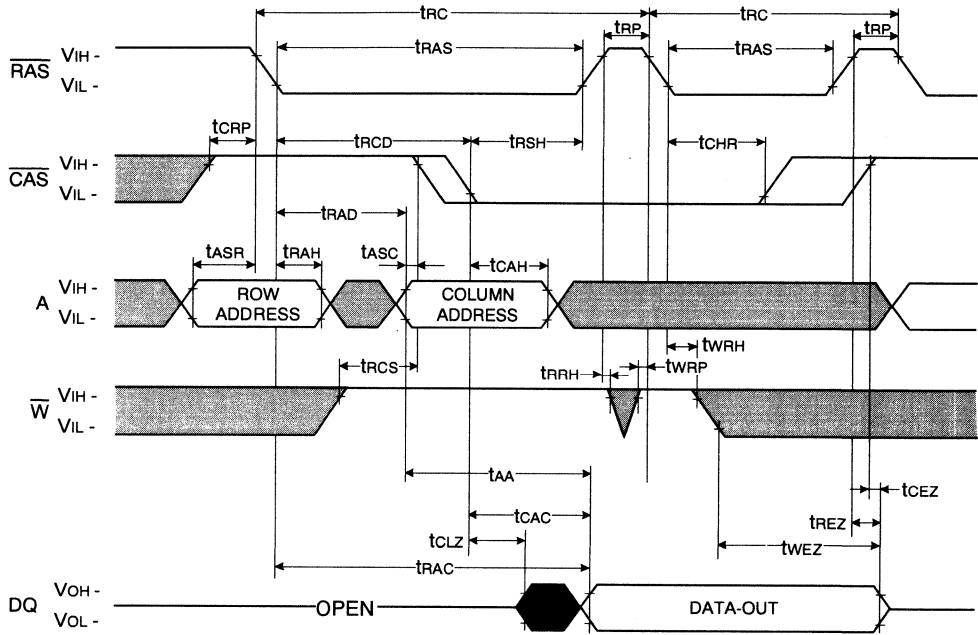 tRC tRC
tRP tRP
tRAS tRAS
RAS VIH -
VIL -
tCRP tRCD tRSH tCHR
CAS VIH -
VIL -
tRAD
tASR tRAH tASC tCAH
A VIH -
VIL -
ROW ADDRESS
COLUMN ADDRESS
tWRH
tRCS tRRH tWRP
W VIH -
VIL -
tAA tCEZ
tCAC tREZ
tCLZ tWEZ
tRAC
DQ VOH -
VOL -
OPEN DATA-OUT